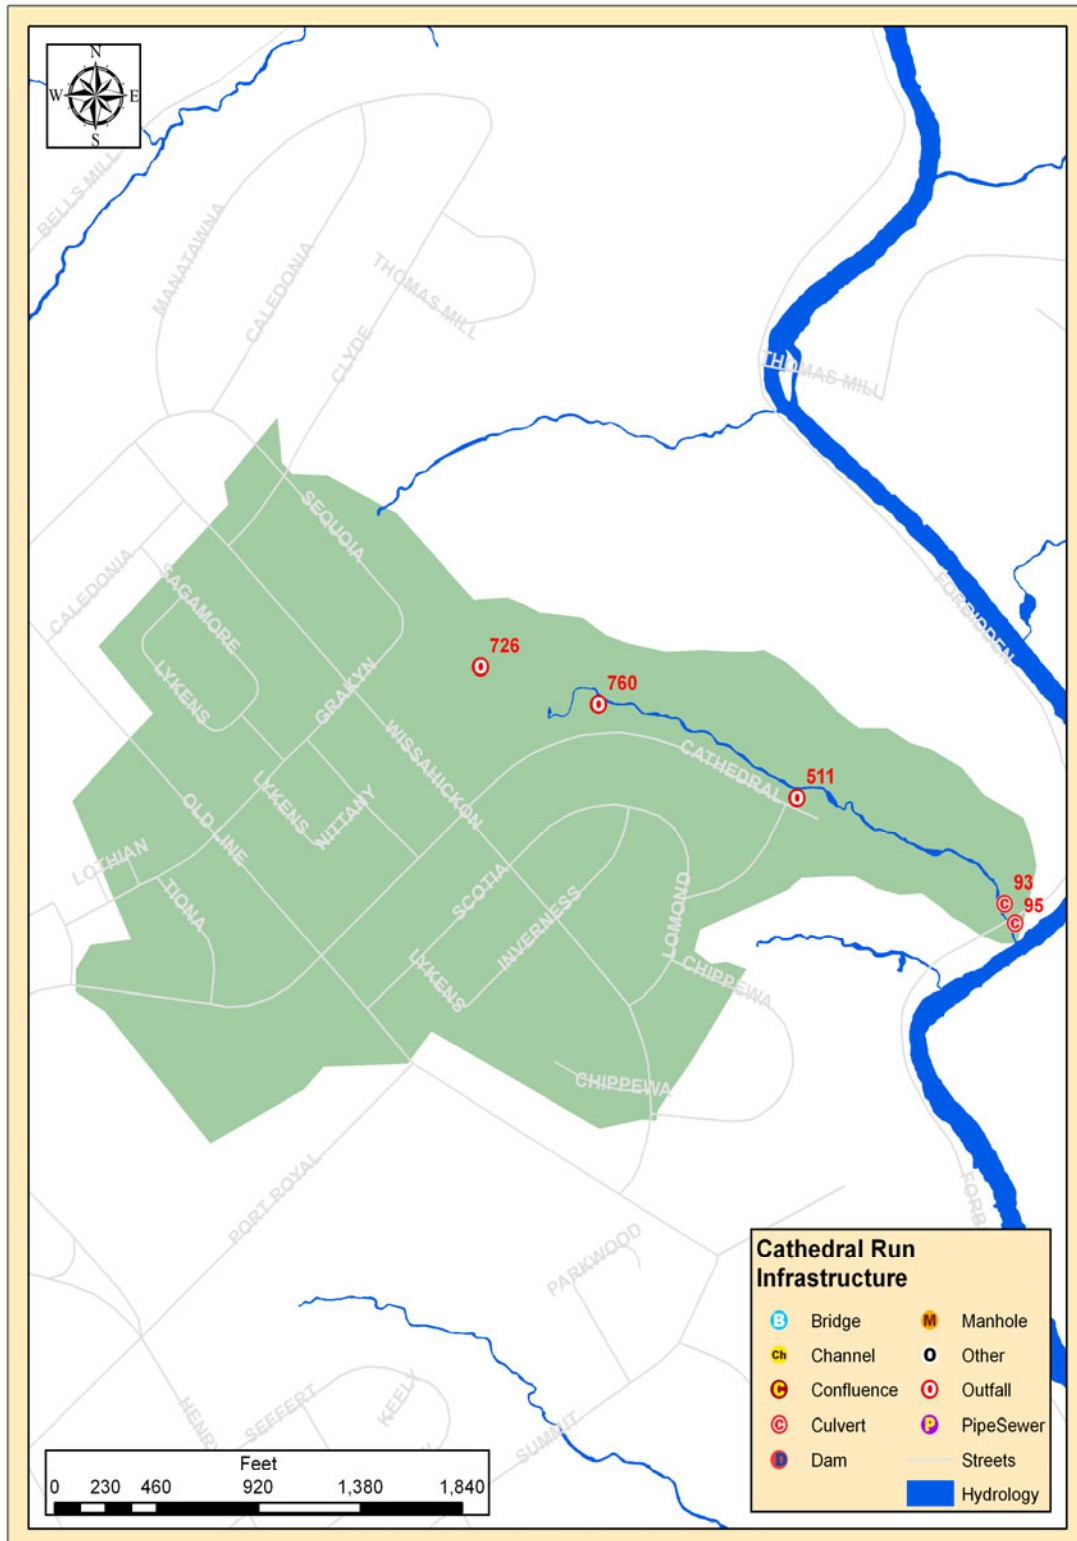 N
W E
S
BELLS MILL
MANATAWNA
CALEDONIA
THOMAS MILL
CLYDE
THOMAS MILL
SEQUOIA
CALEDONIA
SAGAMORE
FORBIDDEN
726
LYKENS
GRAKYN
760
WISSAHICKON
CATHEDRAL
511
OLD LINE
LYKENS
NITTANY
LOTHIAN
TIONA
SCOTIA
INVERNESS
LOMOND
93
C
95
C
LYKENS
CHIPPEWA
CHIPPEWA
PORT ROYAL
FORB
PARKWOOD
HENR
SEFFERT
KEELY
SUMMIT
Cathedral Run
Infrastructure
B Bridge M Manhole
Ch Channel O Other
C Confluence O Outfall
C Culvert P PipeSewer
D Dam Streets
Hydrology
Feet
0 230 460 920 1,380 1,840